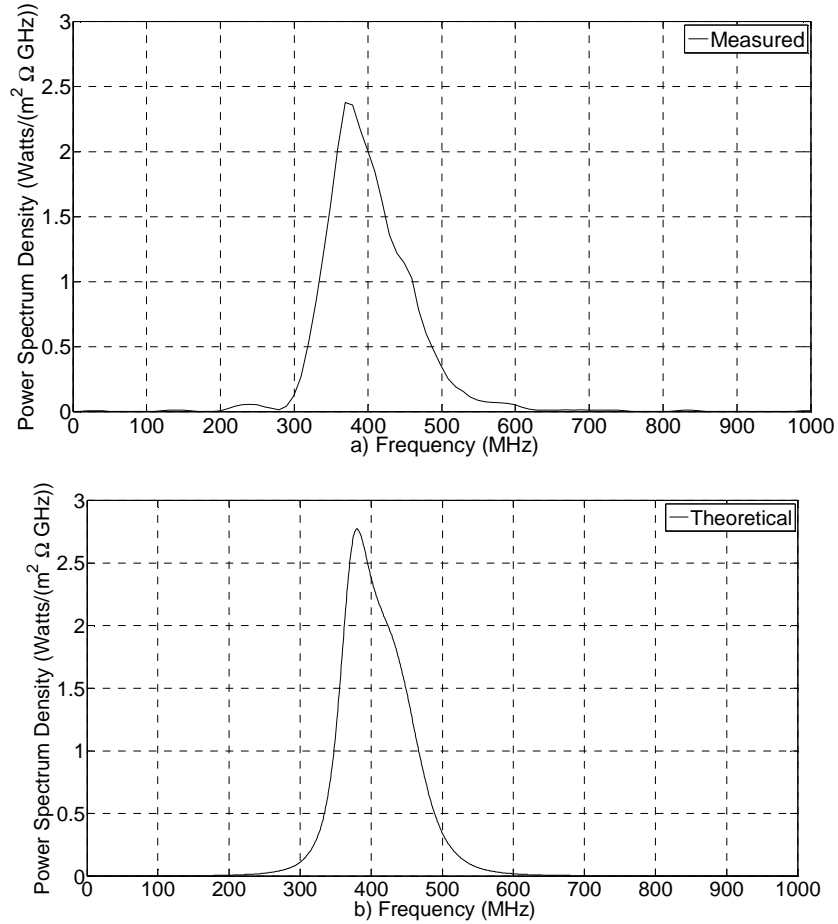 3
2.5
2
1.5
1
0.5
0
Power Spectrum Density (Watts/(m² Ω GHz))
Measured
0 100 200 300 400 500 600 700 800 900 1000
a) Frequency (MHz)
3
2.5
2
1.5
1
0.5
0
Power Spectrum Density (Watts/(m² Ω GHz))
Theoretical
0 100 200 300 400 500 600 700 800 900 1000
b) Frequency (MHz)